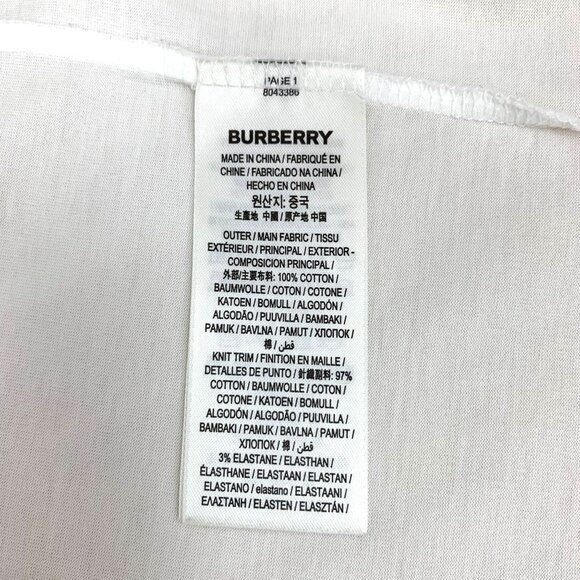 PAGE 1
8043386
BURBERRY
MADE IN CHINA / FABRIQUÉ EN
CHINE / FABRICADO NA CHINA /
HECHO EN CHINA
원산지: 중국
生產地 中國 / 原产地 中国
OUTER / MAIN FABRIC / TISSU
EXTÉRIEUR / PRINCIPAL / EXTERIOR -
COMPOSICION PRINCIPAL /
外部/主要布料: 100% COTTON /
BAUMWOLLE / COTON / COTONE /
KATOEN / BOMULL / ALGODÓN /
ALGODÃO / PUUVILLA / BAMBAKI /
PAMUK / BAVLNA / PAMUT / ХЛОПОК /
棉 / قطن /
KNIT TRIM / FINITION EN MAILLE /
DETALLES DE PUNTO / 針織副料: 97%
COTTON / BAUMWOLLE / COTON /
COTONE / KATOEN / BOMULL /
ALGODÓN / ALGODÃO / PUUVILLA /
BAMBAKI / PAMUK / BAVLNA / PAMUT /
ХЛОПОК / 棉 / قطن /
3% ELASTANE / ELASTHAN /
ÉLASTHANE / ELASTAAN / ELASTAN /
ELASTANO / elastano / ELASTAANI /
ΕΛΑΣΤΑΝΗ / ELASTEN / ELASZTÁN /